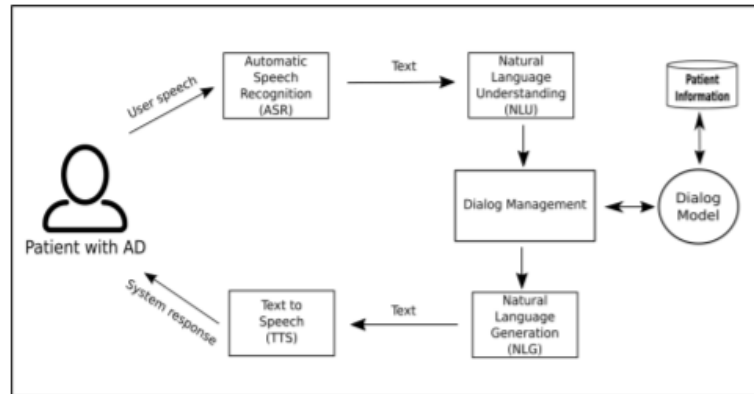 Automatic
Speech
Recognition
(ASR)
Text
Natural
Language
Understanding
(NLU)
Patient
Information
User speech
Dialog Management
Dialog
Model
Patient with AD
System response
Text to
Speech
(TTS)
Text
Natural
Language
Generation
(NLG)